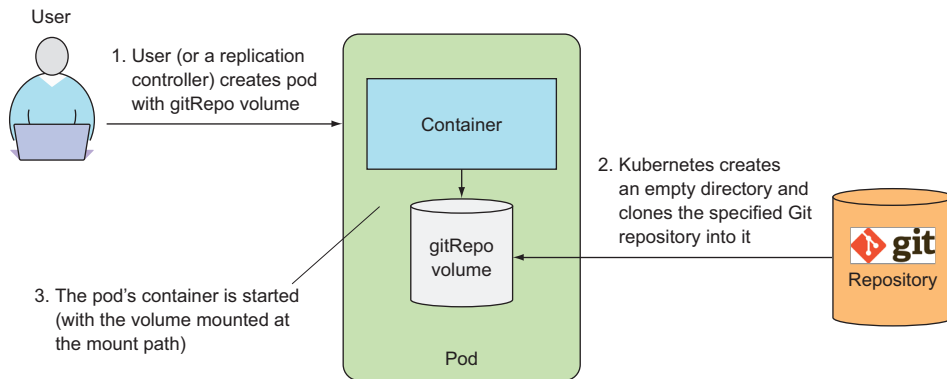 User
1. User (or a replication
controller) creates pod
with gitRepo volume
Container
2. Kubernetes creates
an empty directory and
clones the specified Git
repository into it
gitRepo
volume
git
Repository
3. The pod’s container is started
(with the volume mounted at
the mount path)
Pod